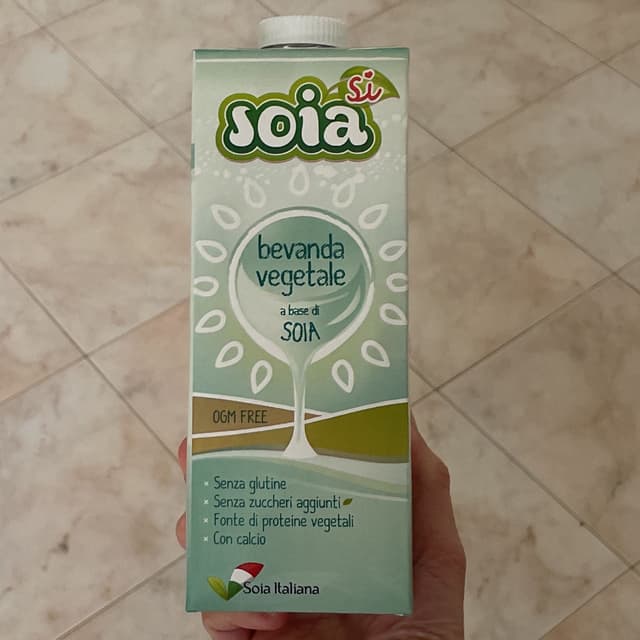 Si
soia
bevanda
vegetale
a base di
SOIA
OGM FREE
× Senza glutine
× Senza zuccheri aggiunti
× Fonte di proteine vegetali
× Con calcio
Soia Italiana